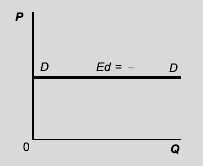 P
D Ed = – D
0 Q